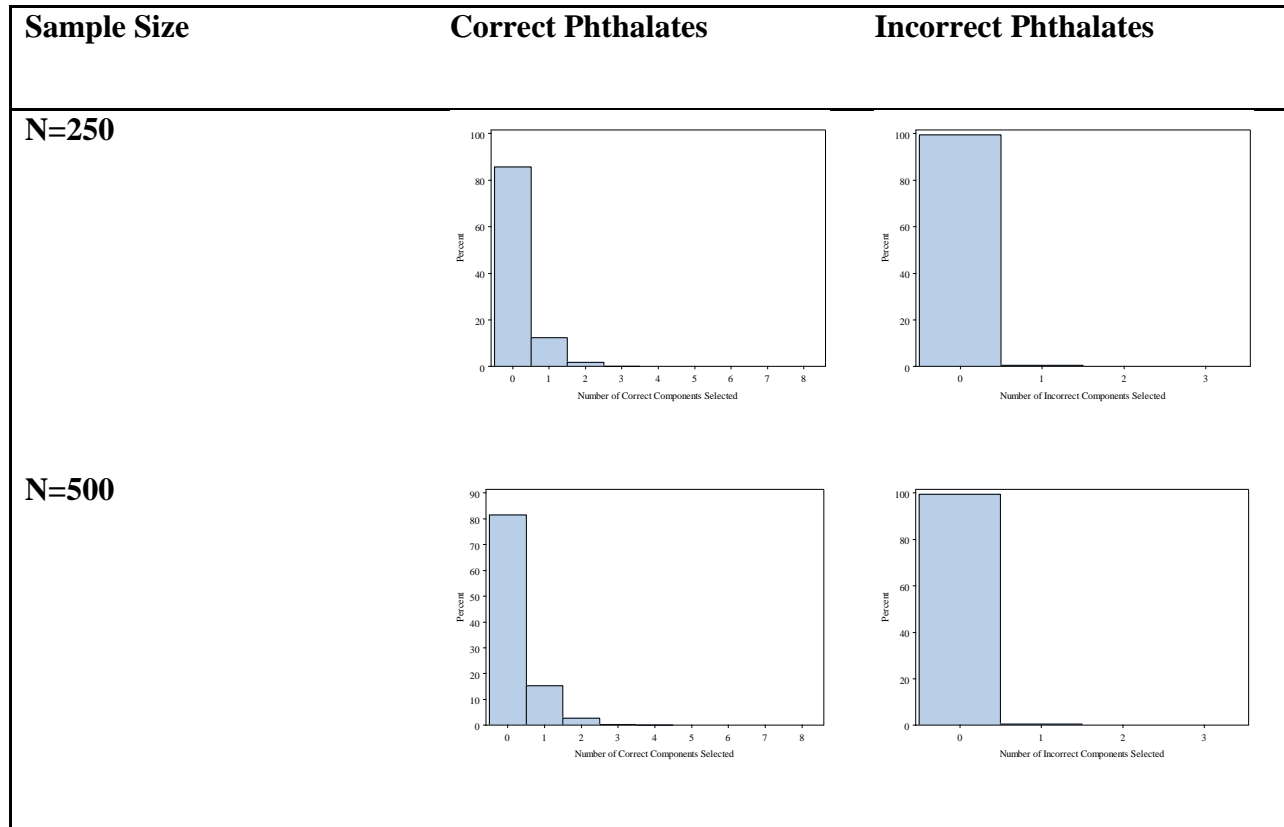 Sample Size Correct Phthalates Incorrect Phthalates
N=250
100
80
60
40
20
0
Percent
0 1 2 3 4 5 6 7 8
Number of Correct Components Selected
100
80
60
40
20
0
Percent
0 1 2 3
Number of Incorrect Components Selected
N=500
90
80
70
60
50
40
30
20
10
0
Percent
0 1 2 3 4 5 6 7 8
Number of Correct Components Selected
100
80
60
40
20
0
Percent
0 1 2 3
Number of Incorrect Components Selected